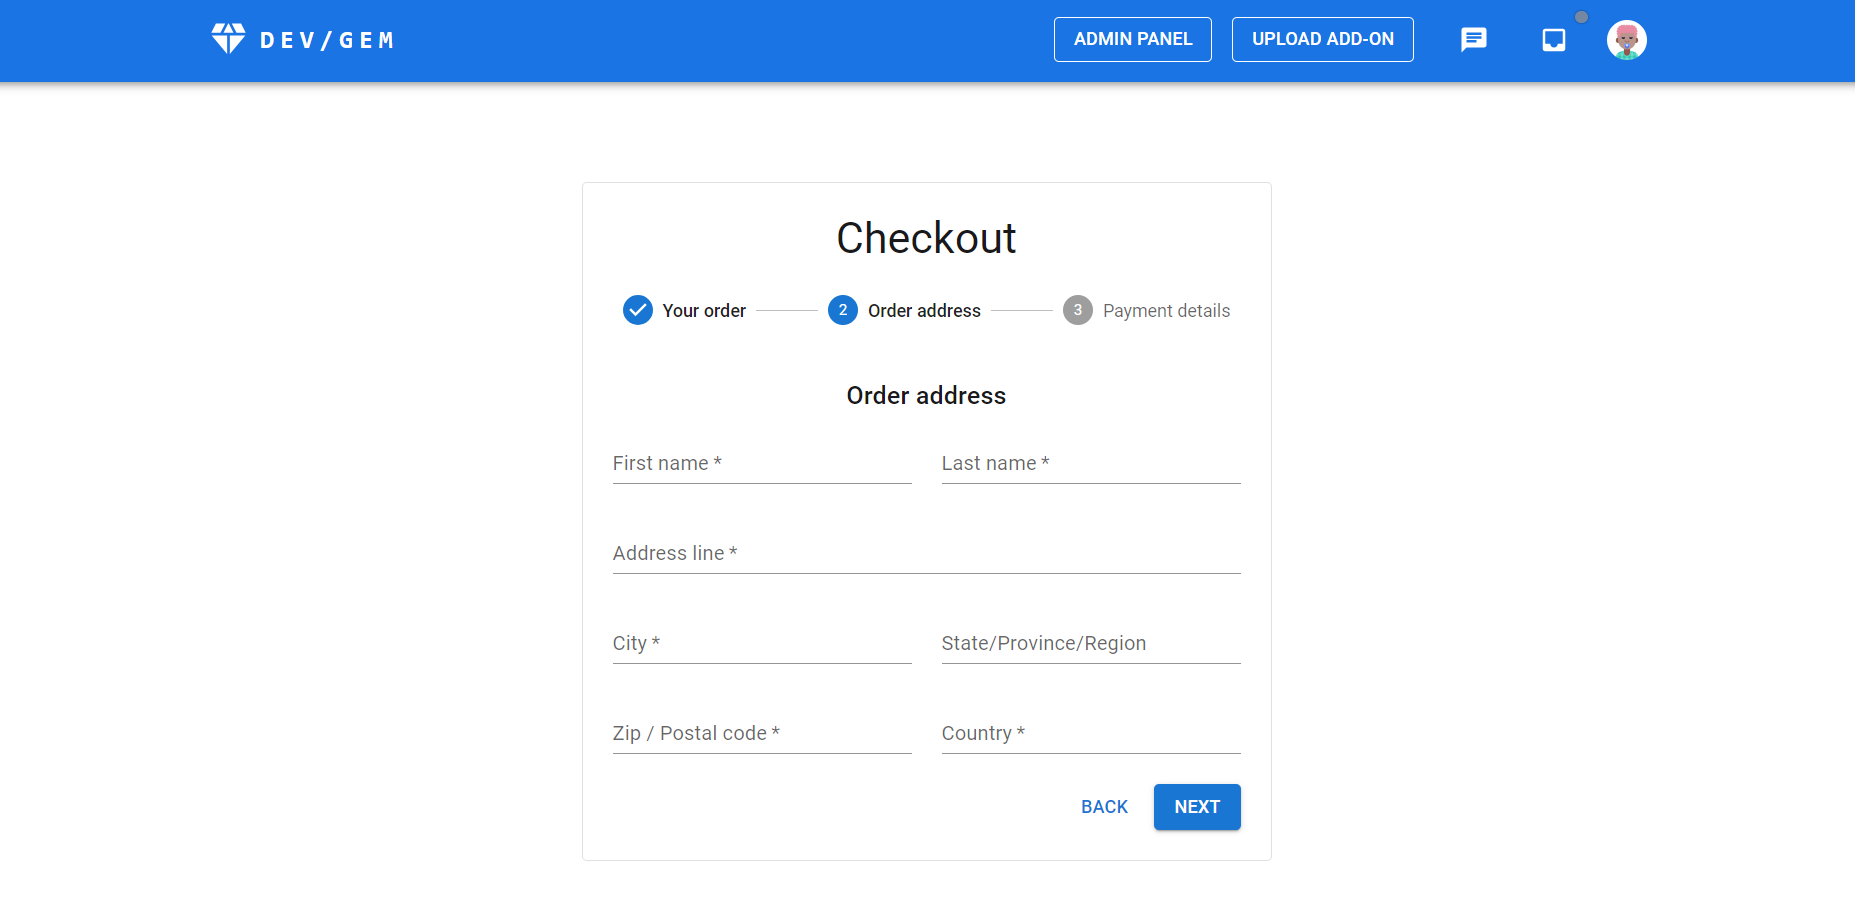 DEV/GEM
ADMIN PANEL
UPLOAD ADD-ON
Checkout
Your order
2 Order address
3 Payment details
Order address
First name *
Last name *
Address line *
City *
State/Province/Region
Zip / Postal code *
Country *
BACK
NEXT